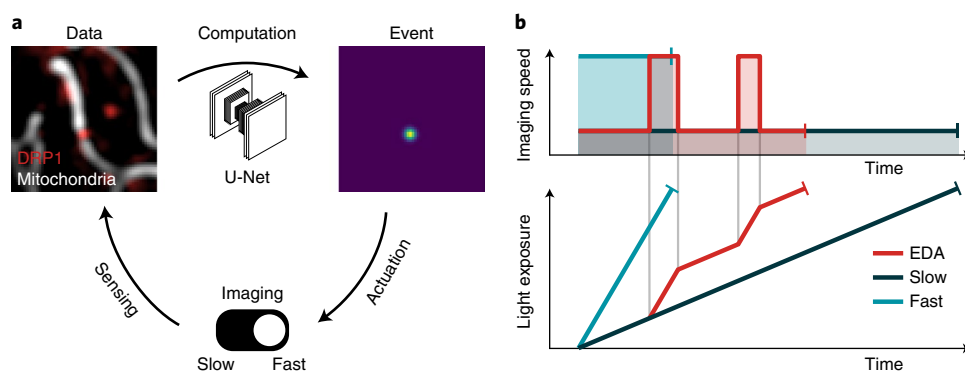 a
Data
Computation
Event
DRP1
Mitochondria
U-Net
Sensing
Actuation
Imaging
Slow
Fast
b
Imaging speed
Time
Light exposure
EDA
Slow
Fast
Time